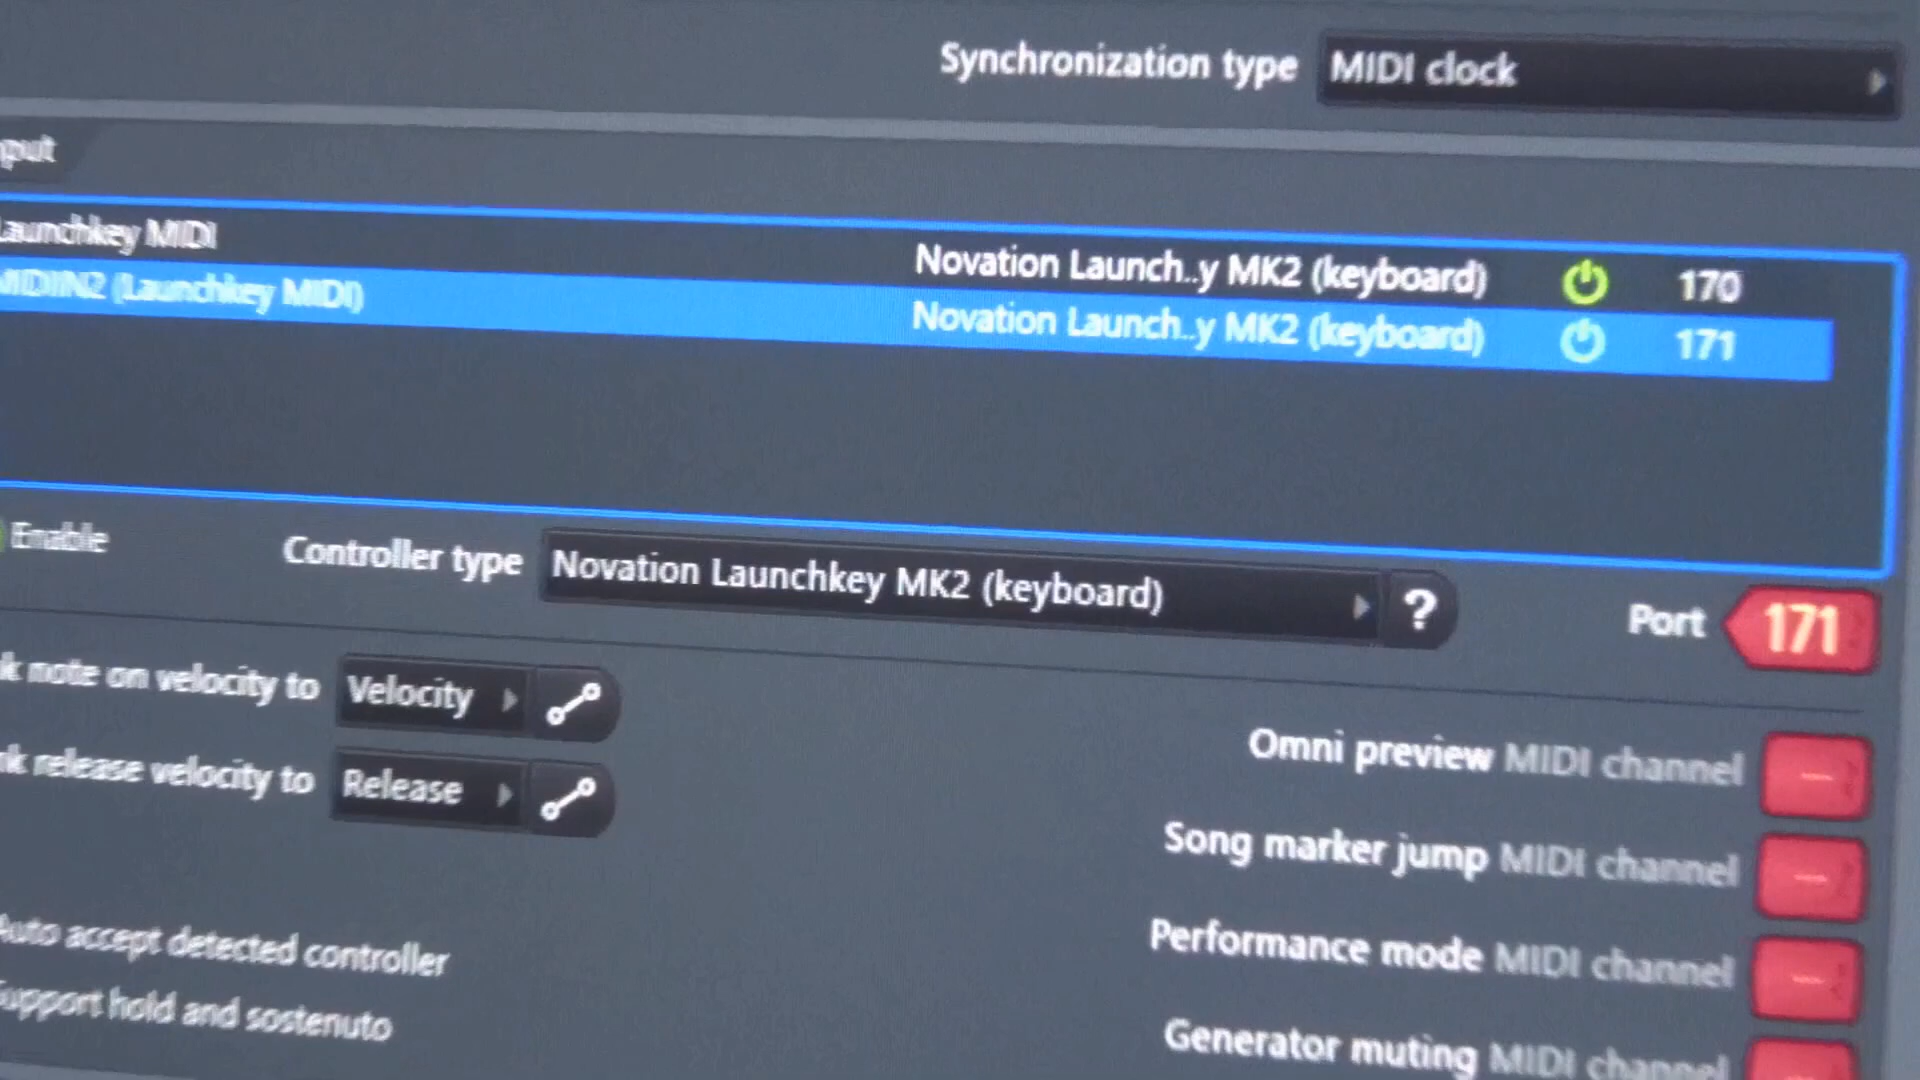 Synchronization type MIDI clock
put
Launchkey MIDI Novation Launch..y MK2 (keyboard) 170
MIDIIN2 (Launchkey MIDI) Novation Launch..y MK2 (keyboard) 171
Enable Controller type Novation Launchkey MK2 (keyboard) ? Port 171
k note on velocity to Velocity
nk release velocity to Release
Omni preview MIDI channel --
Song marker jump MIDI channel --
Auto accept detected controller
Performance mode MIDI channel --
Support hold and sostenuto
Generator muting MIDI channel